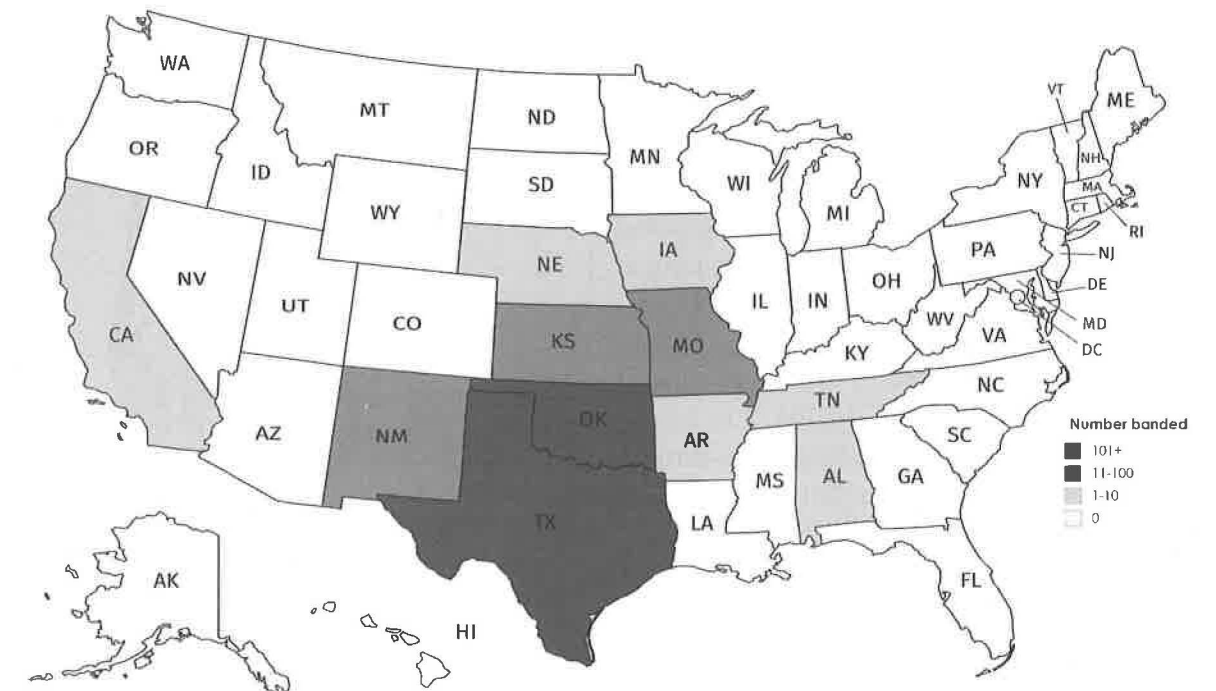 WA
MT
ND
MN
OR
ID
SD
WI
MI
WY
VT
ME
NH
NY
MA
CT
RI
NV
UT
CO
NE
IA
IL
IN
OH
PA
NJ
DE
MD
DC
WV
VA
KY
CA
KS
MO
AZ
NM
OK
AR
TN
NC
SC
TX
LA
MS
AL
GA
FL
AK
HI
Number banded
101+
11-100
1-10
0